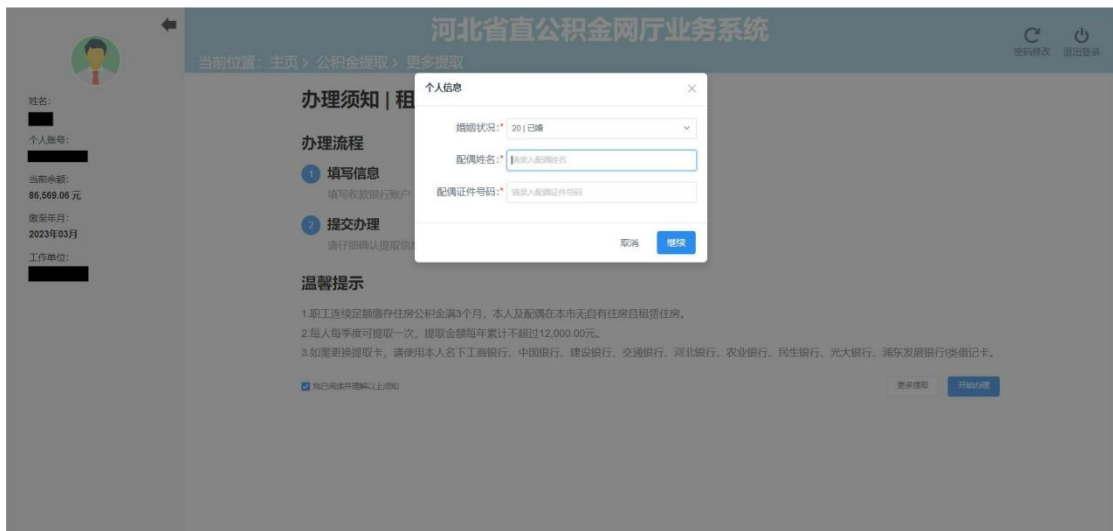 河北省直公积金网厅业务系统
密码修改 退出登录
当前位置：主页 > 公积金提取 > 更多提取
姓名：
个人账号：
当前余额：
86,569.06 元
缴至年月：
2023年03月
工作单位：
办理须知 | 租
办理流程
1 填写信息
填写收款银行账户
2 提交办理
请仔细确认提取信息
个人信息
婚姻状况：* 20 | 已婚
配偶姓名：* 请录入配偶姓名
配偶证件号码：* 请录入配偶证件号码
取消 继续
温馨提示
1.职工连续足额缴存住房公积金满3个月，本人及配偶在本市无自有住房且租赁住房。
2.每人每季度可提取一次，提取金额每年累计不超过12,000.00元。
3.如需更换提取卡，请使用本人名下工商银行、中国银行、建设银行、交通银行、河北银行、农业银行、民生银行、光大银行、浦东发展银行I类借记卡。
我已阅读并理解以上须知
更多提取 开始办理